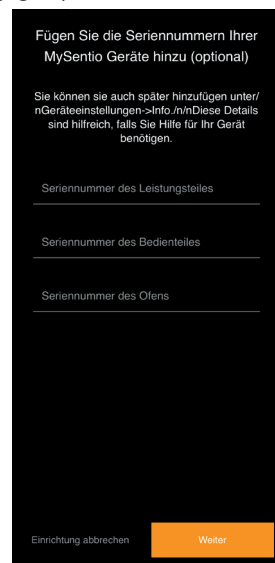 Fügen Sie die Seriennummern Ihrer
MySentio Geräte hinzu (optional)
Sie können sie auch später hinzufügen unter/
nGeräteeinstellungen->Info./n/nDiese Details
sind hilfreich, falls Sie Hilfe für Ihr Gerät
benötigen.
Seriennummer des Leistungsteiles
Seriennummer des Bedienteiles
Seriennummer des Ofens
Einrichtung abbrechen
Weiter